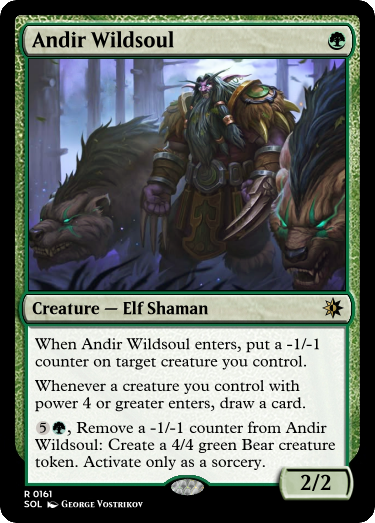 Andir Wildsoul
Creature — Elf Shaman
When Andir Wildsoul enters, put a -1/-1
counter on target creature you control.
Whenever a creature you control with
power 4 or greater enters, draw a card.
5, Remove a -1/-1 counter from Andir
Wildsoul: Create a 4/4 green Bear creature
token. Activate only as a sorcery.
2/2
R 0161
SOL George Vostrikov